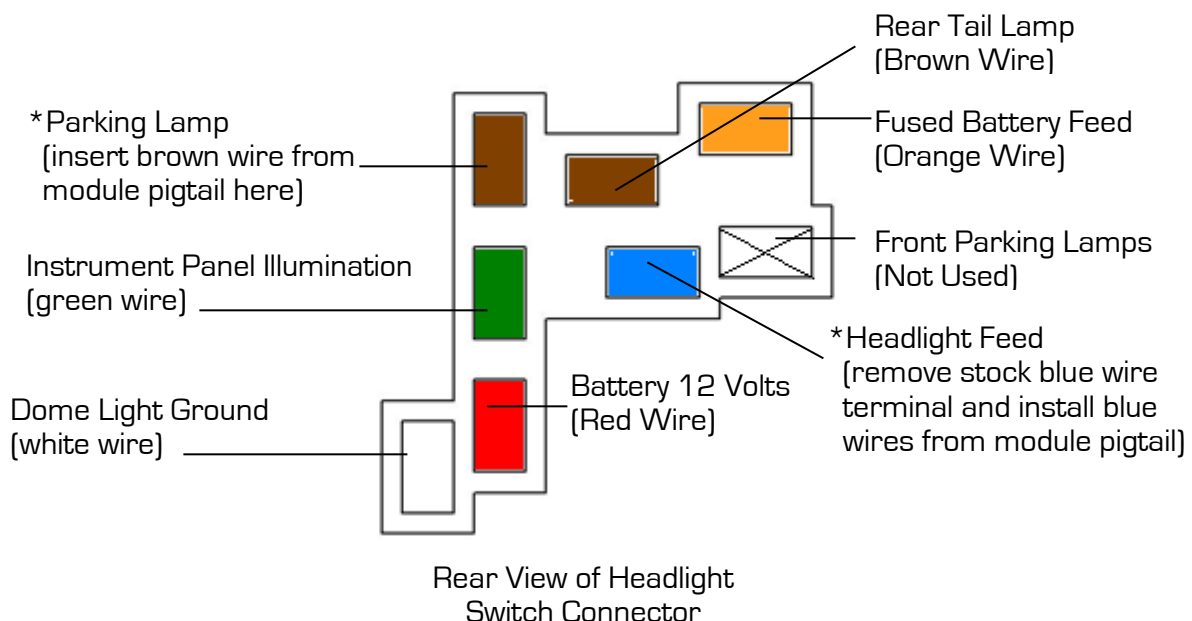 Rear Tail Lamp
(Brown Wire)
*Parking Lamp
(insert brown wire from
module pigtail here)
Fused Battery Feed
(Orange Wire)
Front Parking Lamps
(Not Used)
Instrument Panel Illumination
(green wire)
*Headlight Feed
(remove stock blue wire
terminal and install blue
wires from module pigtail)
Battery 12 Volts
(Red Wire)
Dome Light Ground
(white wire)
Rear View of Headlight
Switch Connector